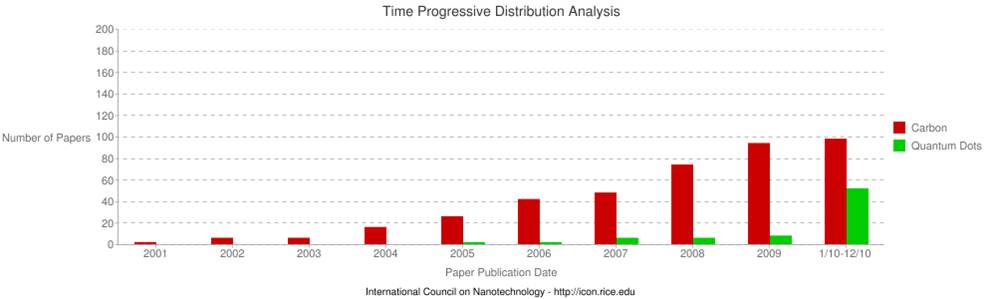 Time Progressive Distribution Analysis
200
180
160
140
120
Number of Papers 100
80
60
40
20
0
Carbon
Quantum Dots
2001 2002 2003 2004 2005 2006 2007 2008 2009 1/10-12/10
Paper Publication Date
International Council on Nanotechnology - http://icon.rice.edu